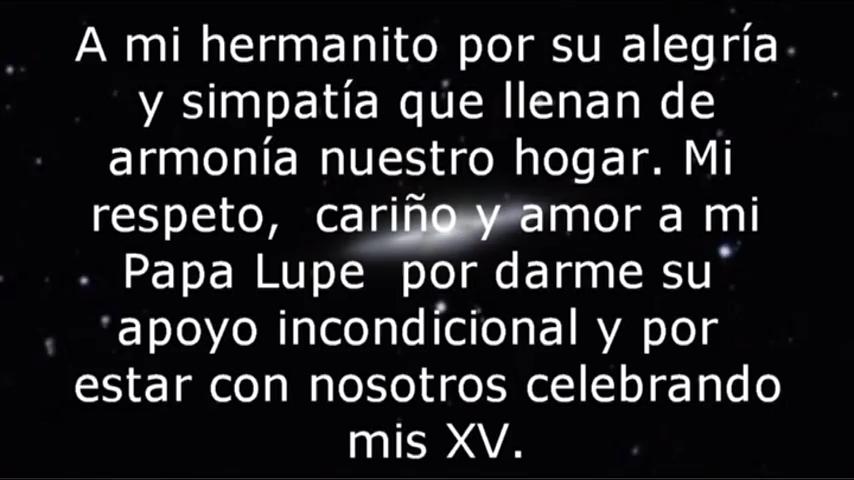 A mi hermanito por su alegría
y simpatía que llenan de
armonía nuestro hogar. Mi
respeto,  cariño y amor a mi
Papa Lupe  por darme su
apoyo incondicional y por
estar con nosotros celebrando
mis XV.